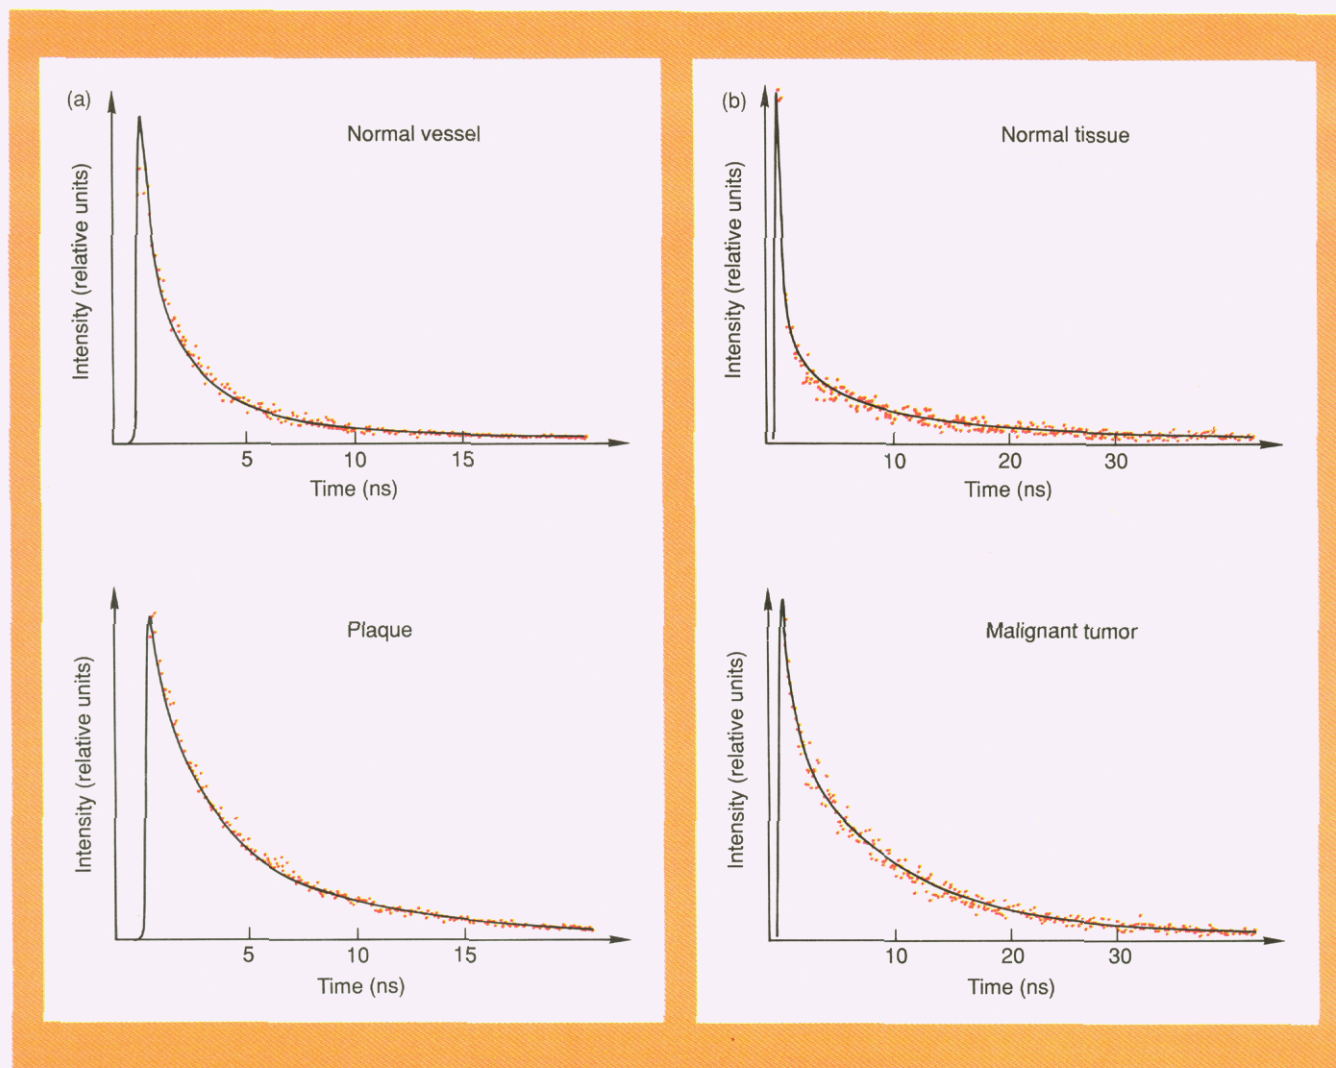 (a)
Normal vessel
Intensity (relative units)
5 10 15
Time (ns)
Plaque
Intensity (relative units)
5 10 15
Time (ns)
(b)
Normal tissue
Intensity (relative units)
10 20 30
Time (ns)
Malignant tumor
Intensity (relative units)
10 20 30
Time (ns)